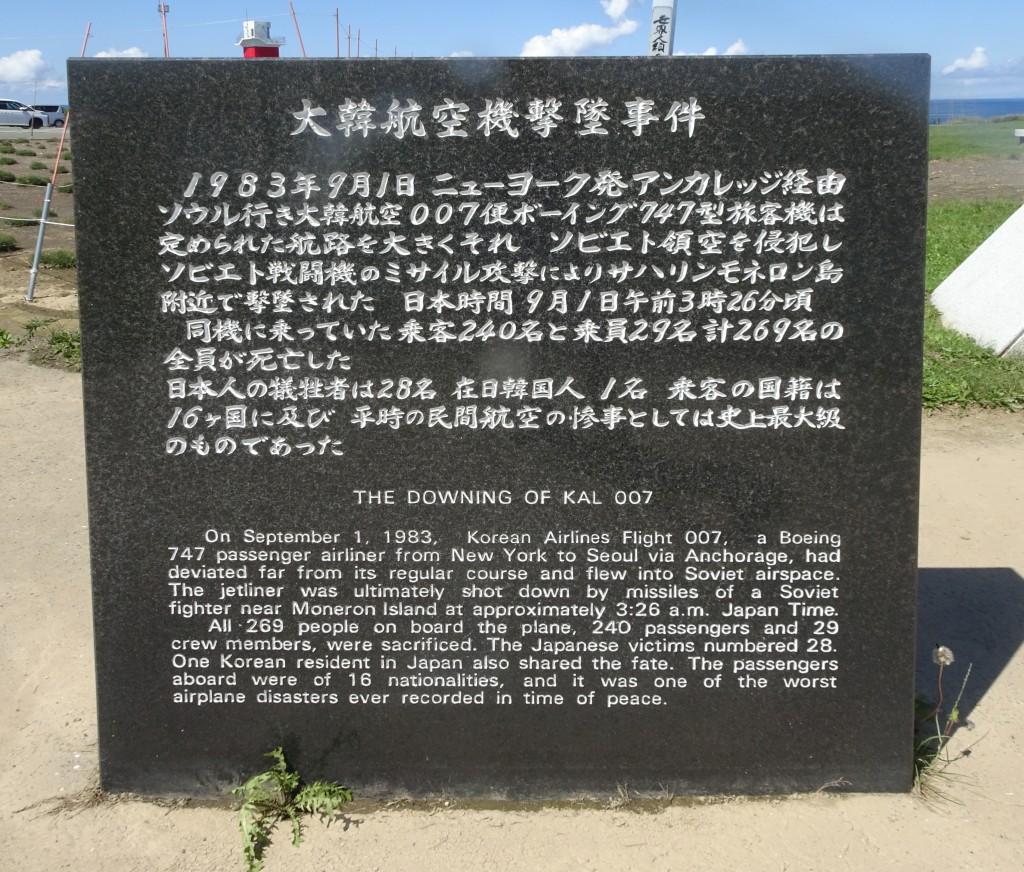 世界人類
大韓航空機撃墜事件
1983年9月1日 ニューヨーク発アンカレッジ経由
ソウル行き大韓航空007便ボーイング747型旅客機は
定められた航路を大きくそれ ソビエト領空を侵犯し
ソビエト戦闘機のミサイル攻撃によりサハリンモネロン島
附近で撃墜された 日本時間 9月1日午前3時26分頃
同機に乗っていた乗客240名と乗員29名 計269名の
全員が死亡した
日本人の犠牲者は28名 在日韓国人 1名 乗客の国籍は
16ヶ国に及び 平時の民間航空の惨事としては史上最大級
のものであった
THE DOWNING OF KAL 007
On September 1, 1983, Korean Airlines Flight 007, a Boeing
747 passenger airliner from New York to Seoul via Anchorage, had
deviated far from its regular course and flew into Soviet airspace.
The jetliner was ultimately shot down by missiles of a Soviet
fighter near Moneron Island at approximately 3:26 a.m. Japan Time.
All 269 people on board the plane, 240 passengers and 29
crew members, were sacrificed. The Japanese victims numbered 28.
One Korean resident in Japan also shared the fate. The passengers
aboard were of 16 nationalities, and it was one of the worst
airplane disasters ever recorded in time of peace.